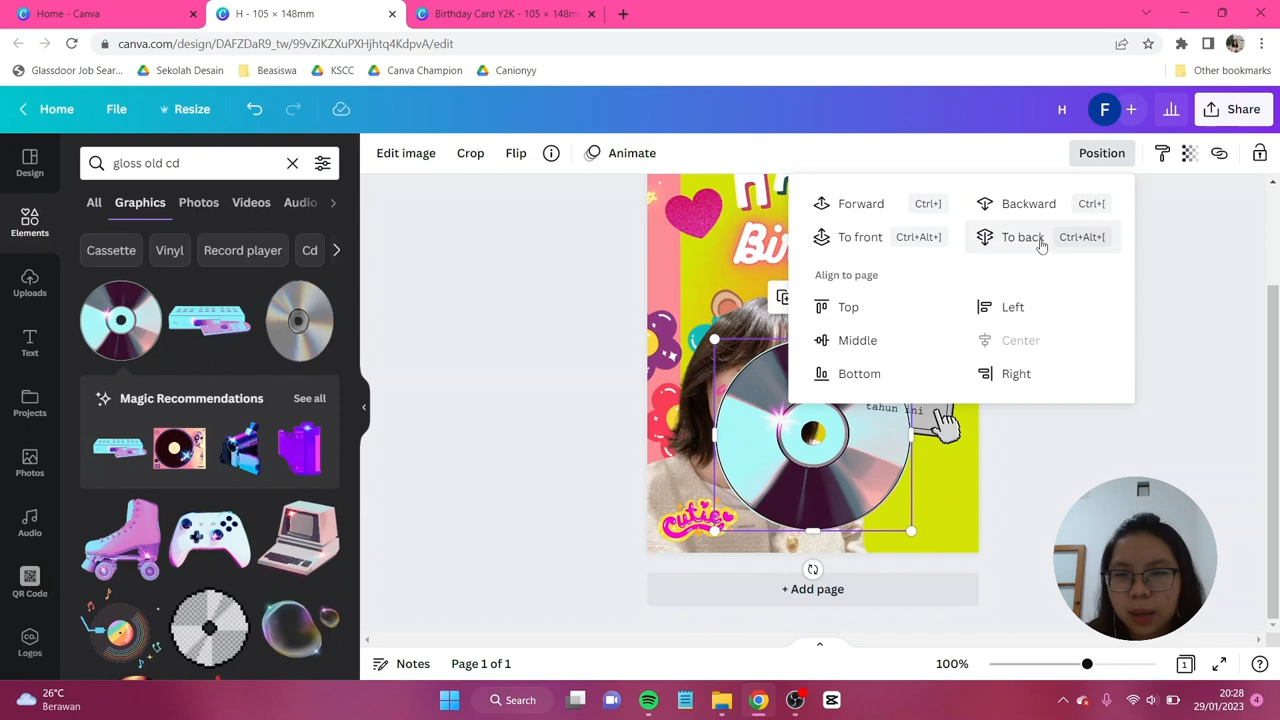 Home - Canva
H - 105 × 148mm
Birthday Card Y2K - 105 × 148mm
canva.com/design/DAFZDaR9_tw/99vZiKZXuPXHjhtq4KdpvA/edit
Glassdoor Job Sear...
Sekolah Desain
Beasiswa
KSCC
Canva Champion
Canionyy
Other bookmarks
Home
File
Resize
H
F
Share
Design
Elements
Uploads
Text
Projects
Photos
Audio
QR Code
Logos
CO.
gloss old cd
All
Graphics
Photos
Videos
Audio
Cassette
Vinyl
Record player
Cd
Magic Recommendations
See all
Edit image
Crop
Flip
Animate
Position
Forward
Ctrl+]
Backward
Ctrl+[
To front
Ctrl+Alt+]
To back
Ctrl+Alt+[
Align to page
Top
Left
Middle
Center
Bottom
Right
tahun ini
cutie
+ Add page
Notes
Page 1 of 1
100%
1
26°C
Berawan
Search
20:28
29/01/2023
4